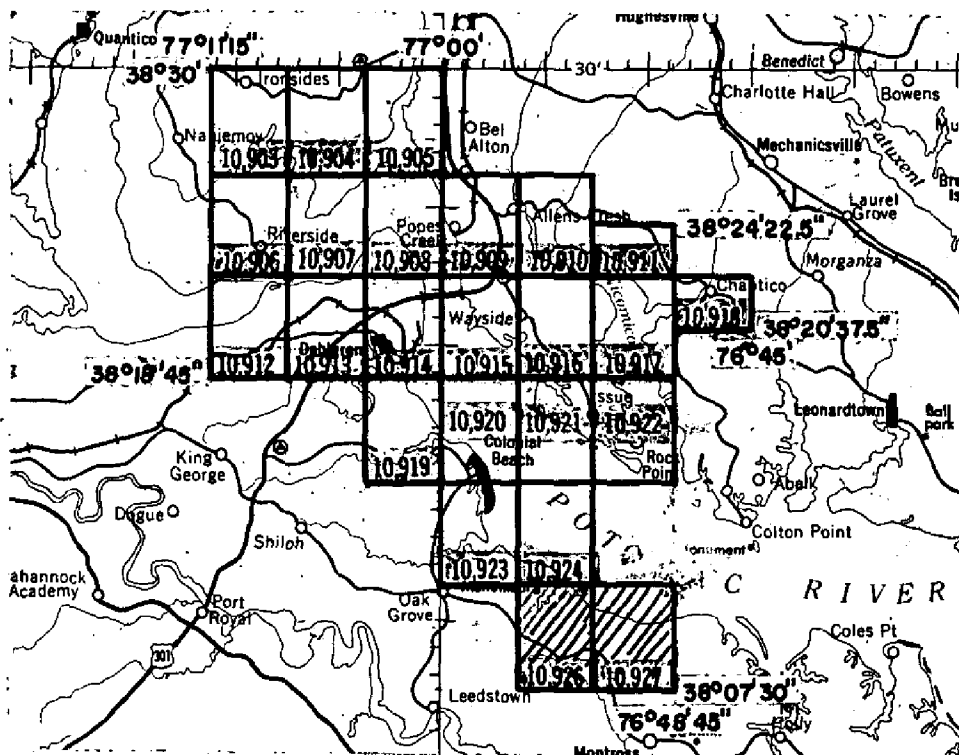 Hughesville
Quantico
77°11'15"
77°00'
38°30'
30'
Ironsides
Benedict
Bowens
Charlotte Hall
Nanjemoy
Bel
Alton
Mechanicsville
Patuxent
10,903
10,904
10,905
Laurel
Grove
Popes
Creek
Allens Fresh
38°24'22.5"
Riverside
Morganza
10,906
10,907
10,908
10,909
10,910
10,911
Chaptico
10,918
Wayside
38°20'37.5"
76°45'
38°18'45"
10,912
10,913
10,914
10,915
10,916
10,917
Leonardtown
Ball
park
10,920
10,921
10,922
Colonial
Beach
King
George
10,919
Rock
Point
Abell
Dogue
Shiloh
Colton Point
POTOMAC RIVER
ahannock
Academy
10,923
10,924
Port
Royal
Oak
Grove
Coles Pt
301
10,926
10,927
38°07'30"
Leedstown
76°48'45"
Montross